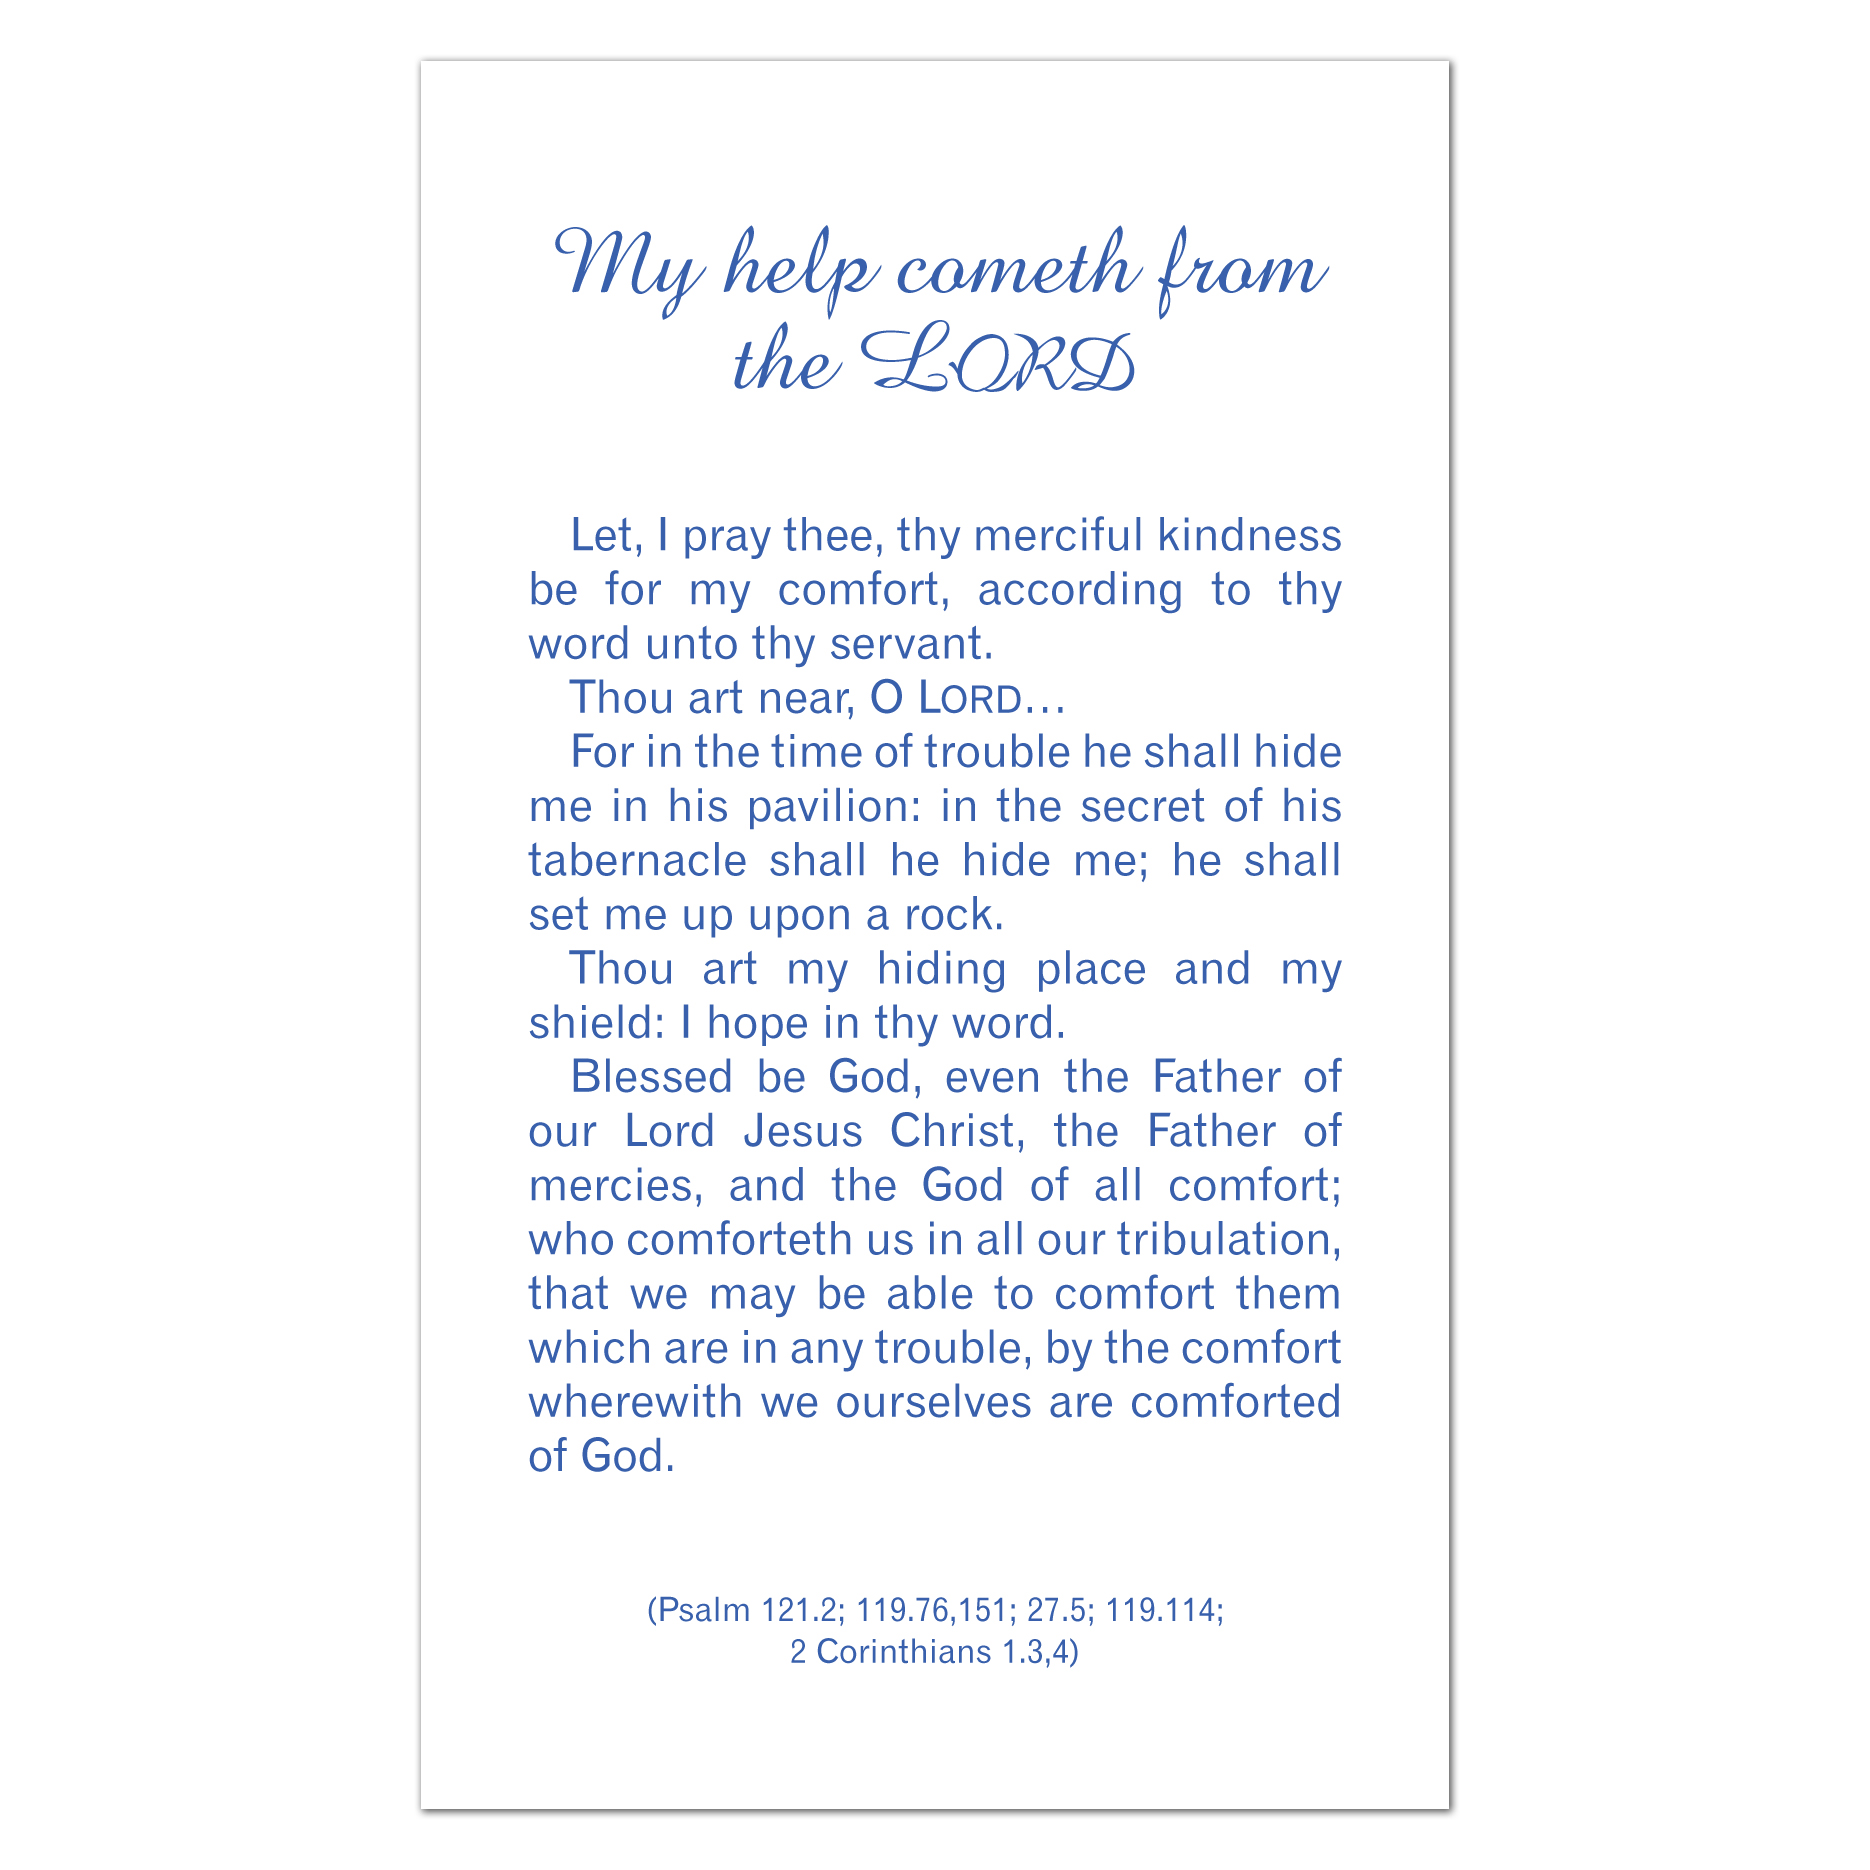 My help cometh from
the LORD
Let, I pray thee, thy merciful kindness
be for my comfort, according to thy
word unto thy servant.
Thou art near, O LORD…
For in the time of trouble he shall hide
me in his pavilion: in the secret of his
tabernacle shall he hide me; he shall
set me up upon a rock.
Thou art my hiding place and my
shield: I hope in thy word.
Blessed be God, even the Father of
our Lord Jesus Christ, the Father of
mercies, and the God of all comfort;
who comforteth us in all our tribulation,
that we may be able to comfort them
which are in any trouble, by the comfort
wherewith we ourselves are comforted
of God.
(Psalm 121.2; 119.76,151; 27.5; 119.114;
2 Corinthians 1.3,4)